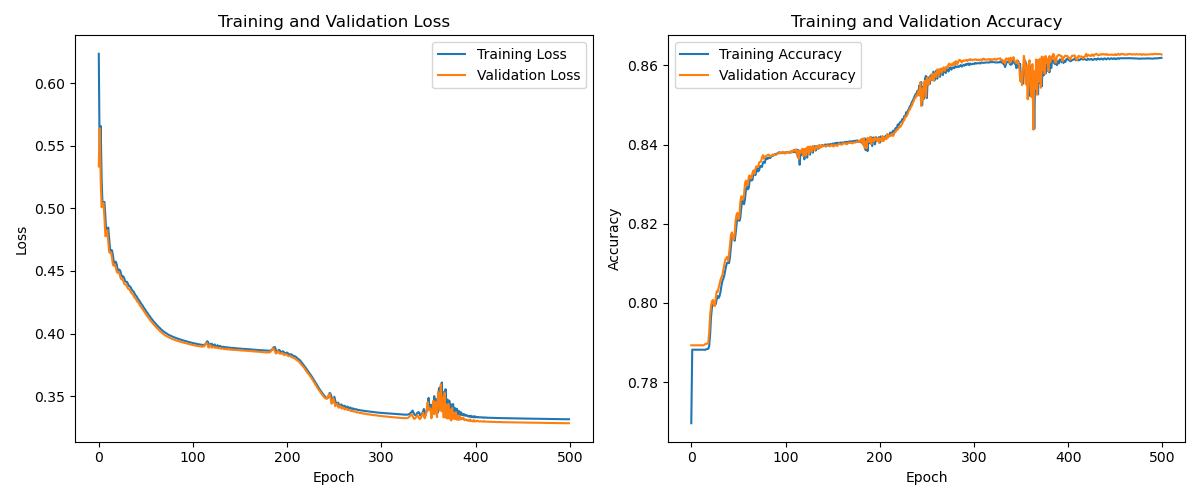 Training and Validation Loss
Training Loss
Validation Loss
0.60
0.55
0.50
0.45
0.40
0.35
Loss
0 100 200 300 400 500
Epoch
Training and Validation Accuracy
Training Accuracy
Validation Accuracy
0.86
0.84
0.82
0.80
0.78
Accuracy
0 100 200 300 400 500
Epoch